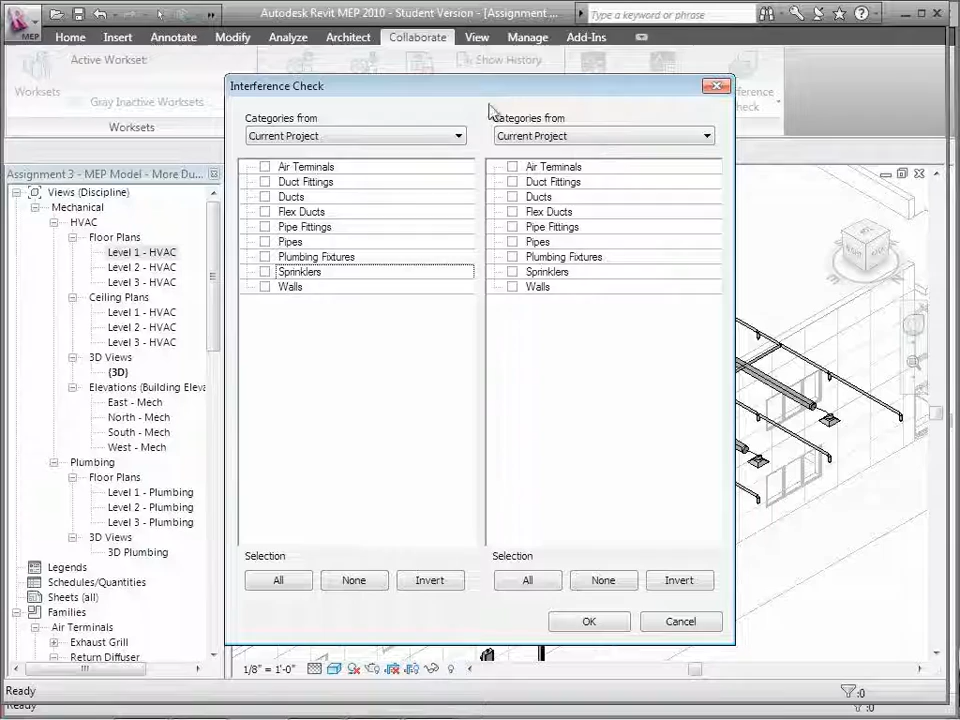 Autodesk Revit MEP 2010 - Student Version - [Assignment ...
Type a keyword or phrase
MEP
Home Insert Annotate Modify Analyze Architect Collaborate View Manage Add-Ins
Active Workset:
Show History
Worksets
Gray Inactive Worksets
Check
Worksets
Interference Check
Categories from
Current Project
Categories from
Current Project
Air Terminals
Duct Fittings
Ducts
Flex Ducts
Pipe Fittings
Pipes
Plumbing Fixtures
Sprinklers
Walls
Air Terminals
Duct Fittings
Ducts
Flex Ducts
Pipe Fittings
Pipes
Plumbing Fixtures
Sprinklers
Walls
Selection
All None Invert
Selection
All None Invert
OK Cancel
Assignment 3 - MEP Model - More Du...
Views (Discipline)
Mechanical
HVAC
Floor Plans
Level 1 - HVAC
Level 2 - HVAC
Level 3 - HVAC
Ceiling Plans
Level 1 - HVAC
Level 2 - HVAC
Level 3 - HVAC
3D Views
{3D}
Elevations (Building Eleva
East - Mech
North - Mech
South - Mech
West - Mech
Plumbing
Floor Plans
Level 1 - Plumbing
Level 2 - Plumbing
Level 3 - Plumbing
3D Views
3D Plumbing
Legends
Schedules/Quantities
Sheets (all)
Families
Air Terminals
Exhaust Grill
Return Diffuser
1/8" = 1'-0"
Ready
:0
Ready
:0